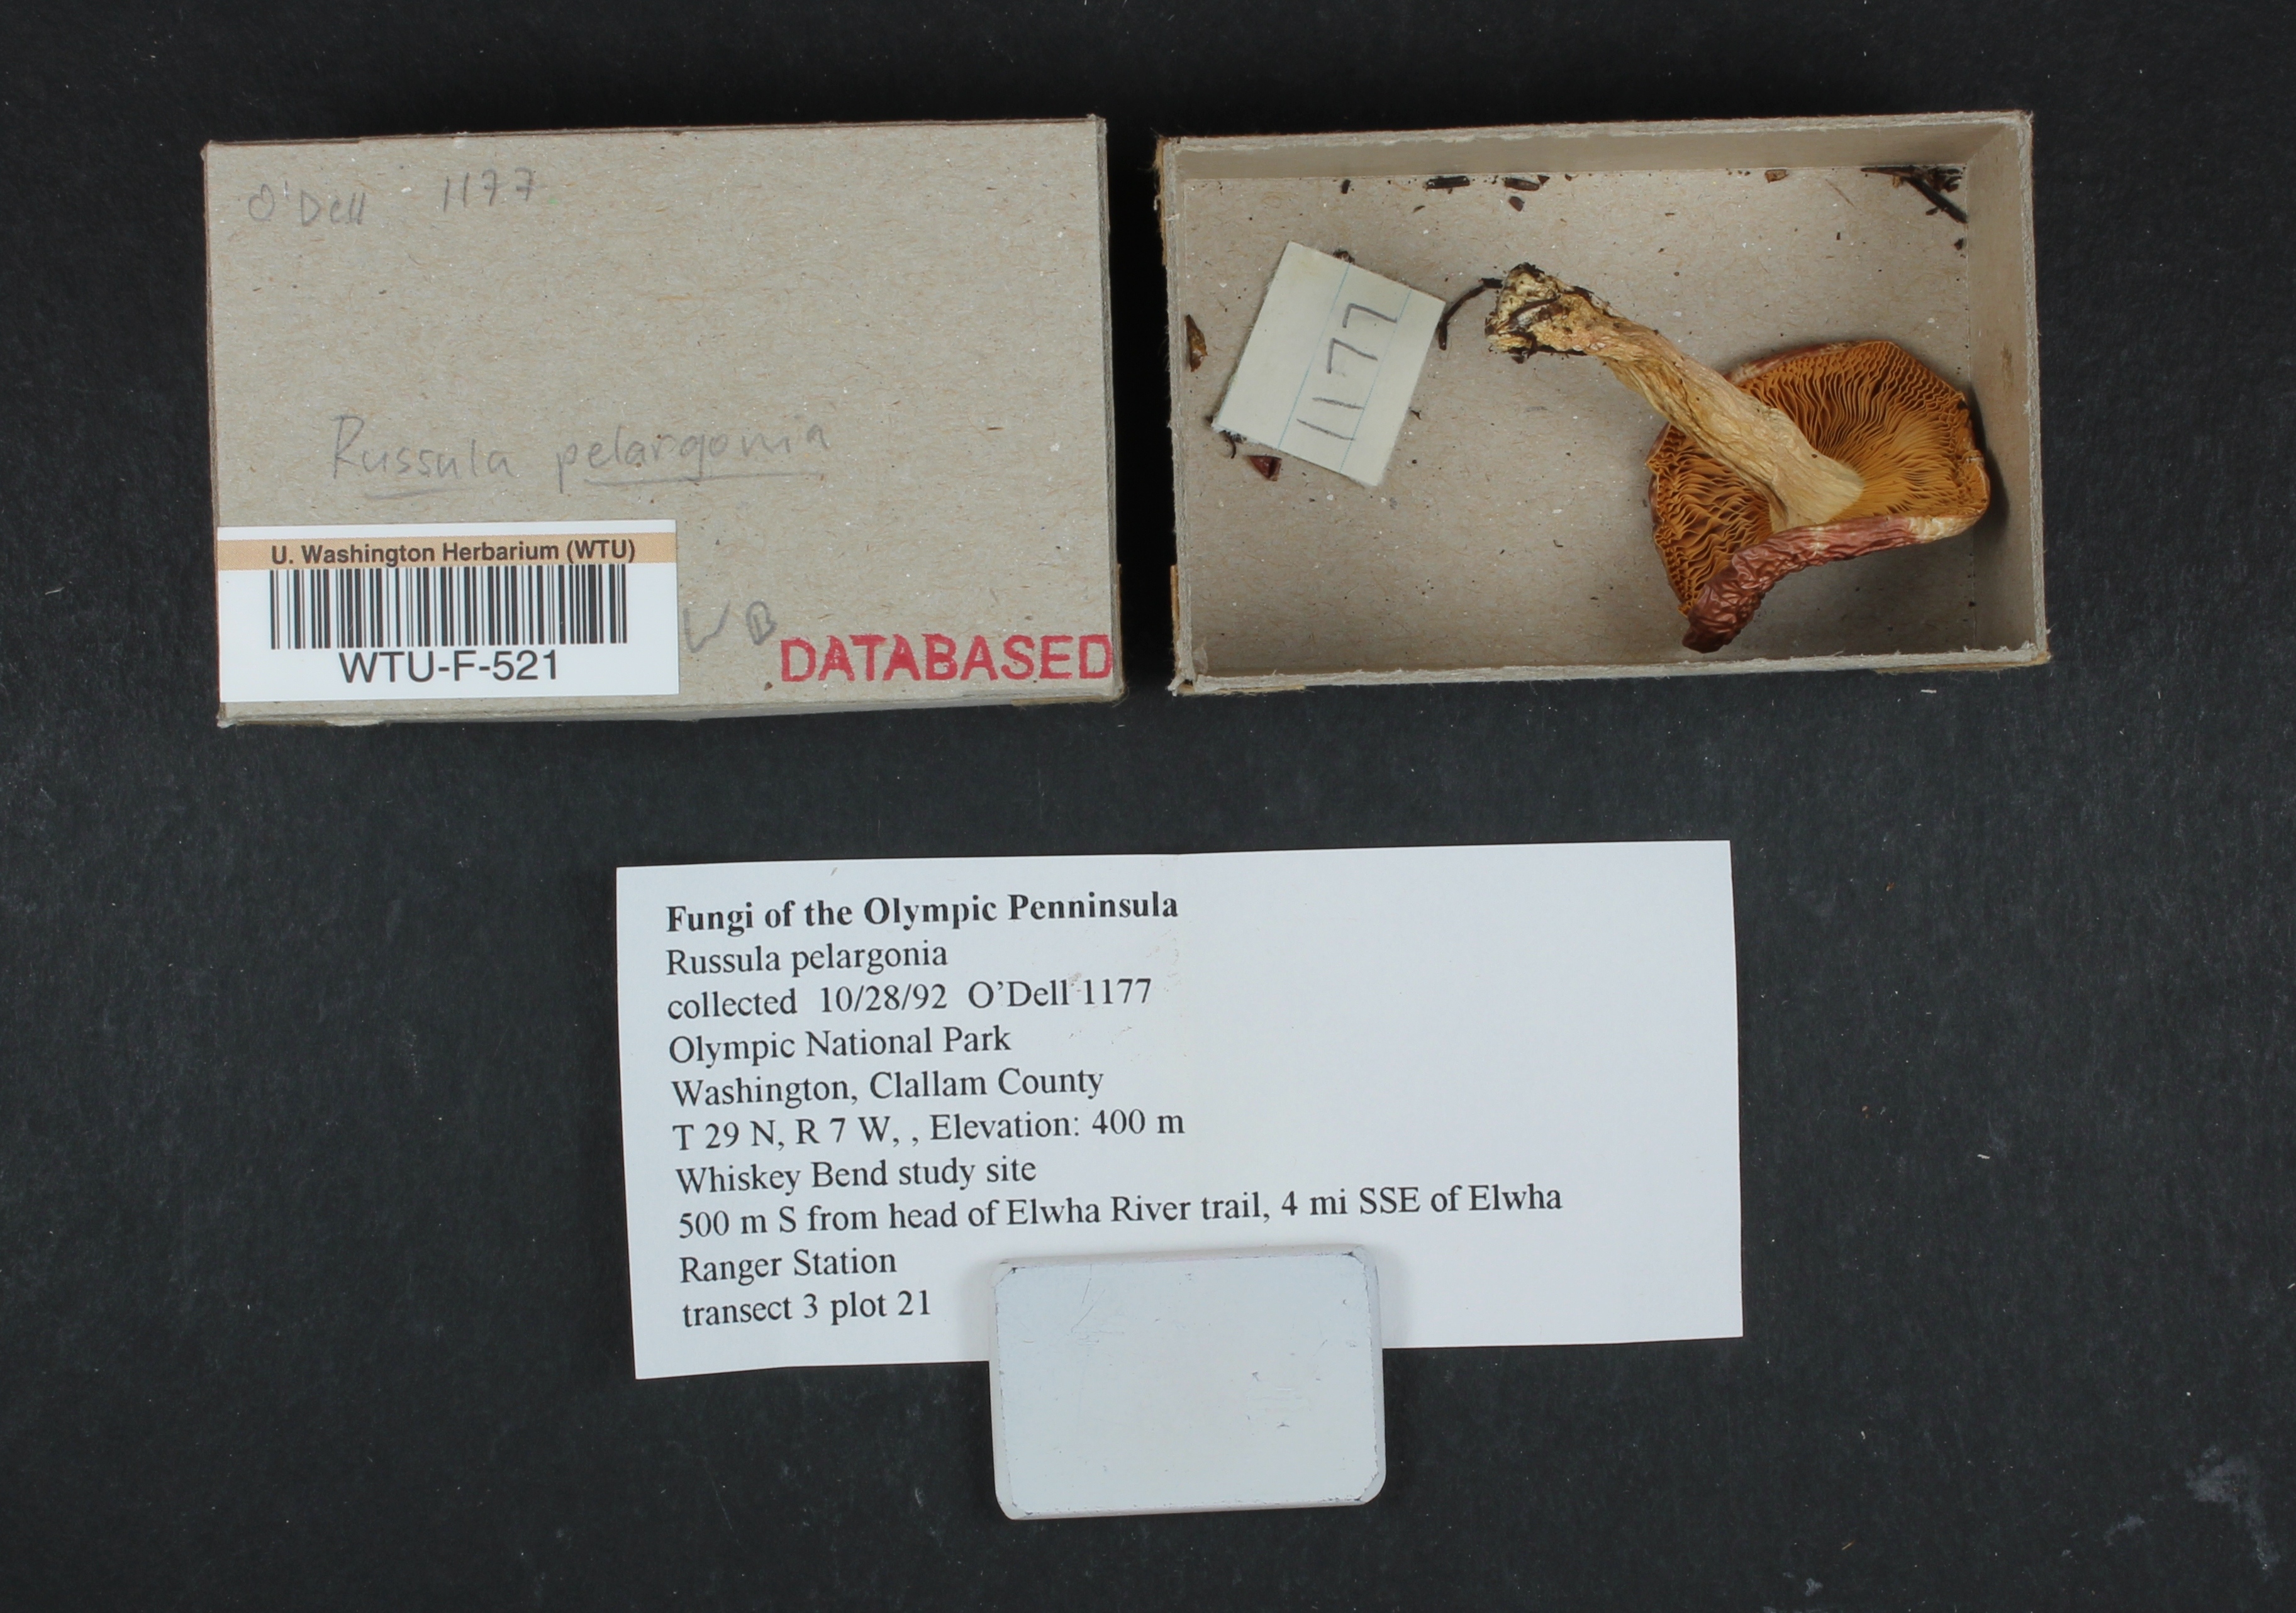 O'Dell 1177
Russula pelargonia
U. Washington Herbarium (WTU)
WTU-F-521
WB
DATABASED
1177
Fungi of the Olympic Penninsula
Russula pelargonia
collected 10/28/92 O'Dell 1177
Olympic National Park
Washington, Clallam County
T 29 N, R 7 W, , Elevation: 400 m
Whiskey Bend study site
500 m S from head of Elwha River trail, 4 mi SSE of Elwha
Ranger Station
transect 3 plot 21